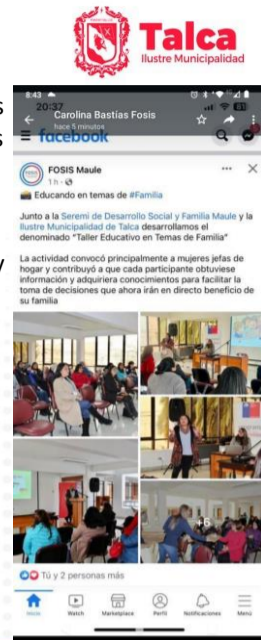 Talca
Ilustre Municipalidad
8:43
20:37
Carolina Bastias Fosis
hace 5 minutos
facebook
FOSIS Maule
1 h
Educando en temas de #Familia
Junto a la Seremi de Desarrollo Social y Familia Maule y la
Ilustre Municipalidad de Talca desarrollamos el
denominado "Taller Educativo en Temas de Familia"
La actividad convocó principalmente a mujeres jefas de
hogar y contribuyó a que cada participante obtuviese
información y adquiriera conocimientos para facilitar la
toma de decisiones que ahora irán en directo beneficio de
su familia
+6
Tú y 2 personas más
Inicio
Watch
Marketplace
Perfil
Notificaciones
Menú